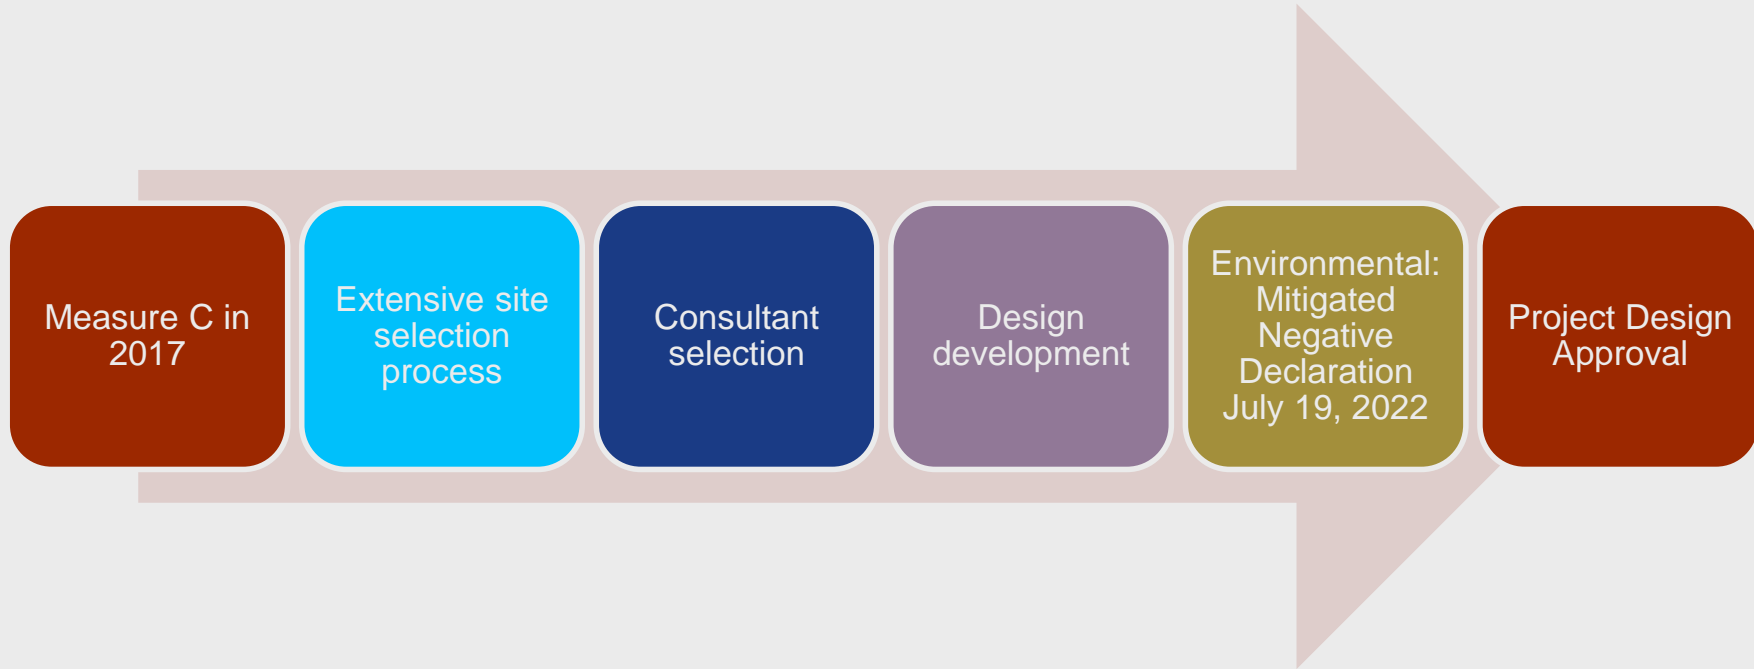 Measure C in
2017
Extensive site
selection
process
Consultant
selection
Design
development
Environmental:
Mitigated
Negative
Declaration
July 19, 2022
Project Design
Approval